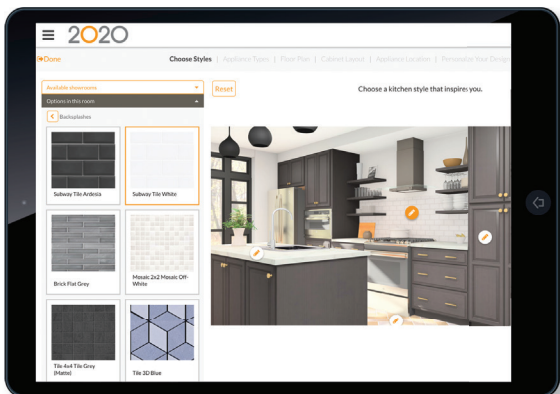 2020
Done
Choose Styles | Appliance Types | Floor Plan | Cabinet Layout | Appliance Location | Personalize Your Design
Available showrooms
Options in this room
Backsplashes
Reset
Choose a kitchen style that inspires you.
Subway Tile Ardesia
Subway Tile White
Brick Flat Grey
Mosaic 2x2 Mosaic Off-
White
Tile 4x4 Tile Grey
(Matte)
Tile 3D Blue